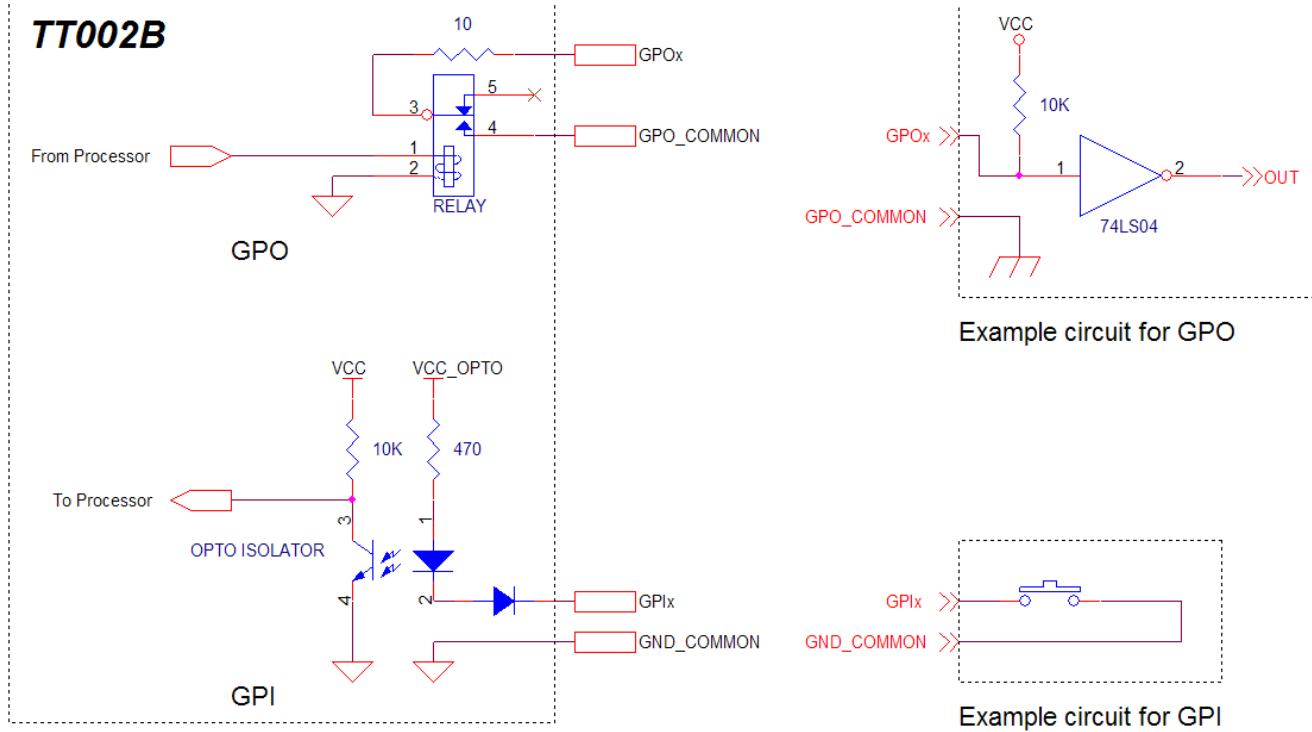 TT002B
10
GPOx
5
3
4
GPO_COMMON
From Processor
1
2
RELAY
GPO
VCC
10K
GPOx
1
2
OUT
GPO_COMMON
74LS04
Example circuit for GPO
VCC
VCC_OPTO
10K
470
To Processor
3
1
OPTO ISOLATOR
4
2
GPIx
GND_COMMON
GPI
GPIx
GND_COMMON
Example circuit for GPI